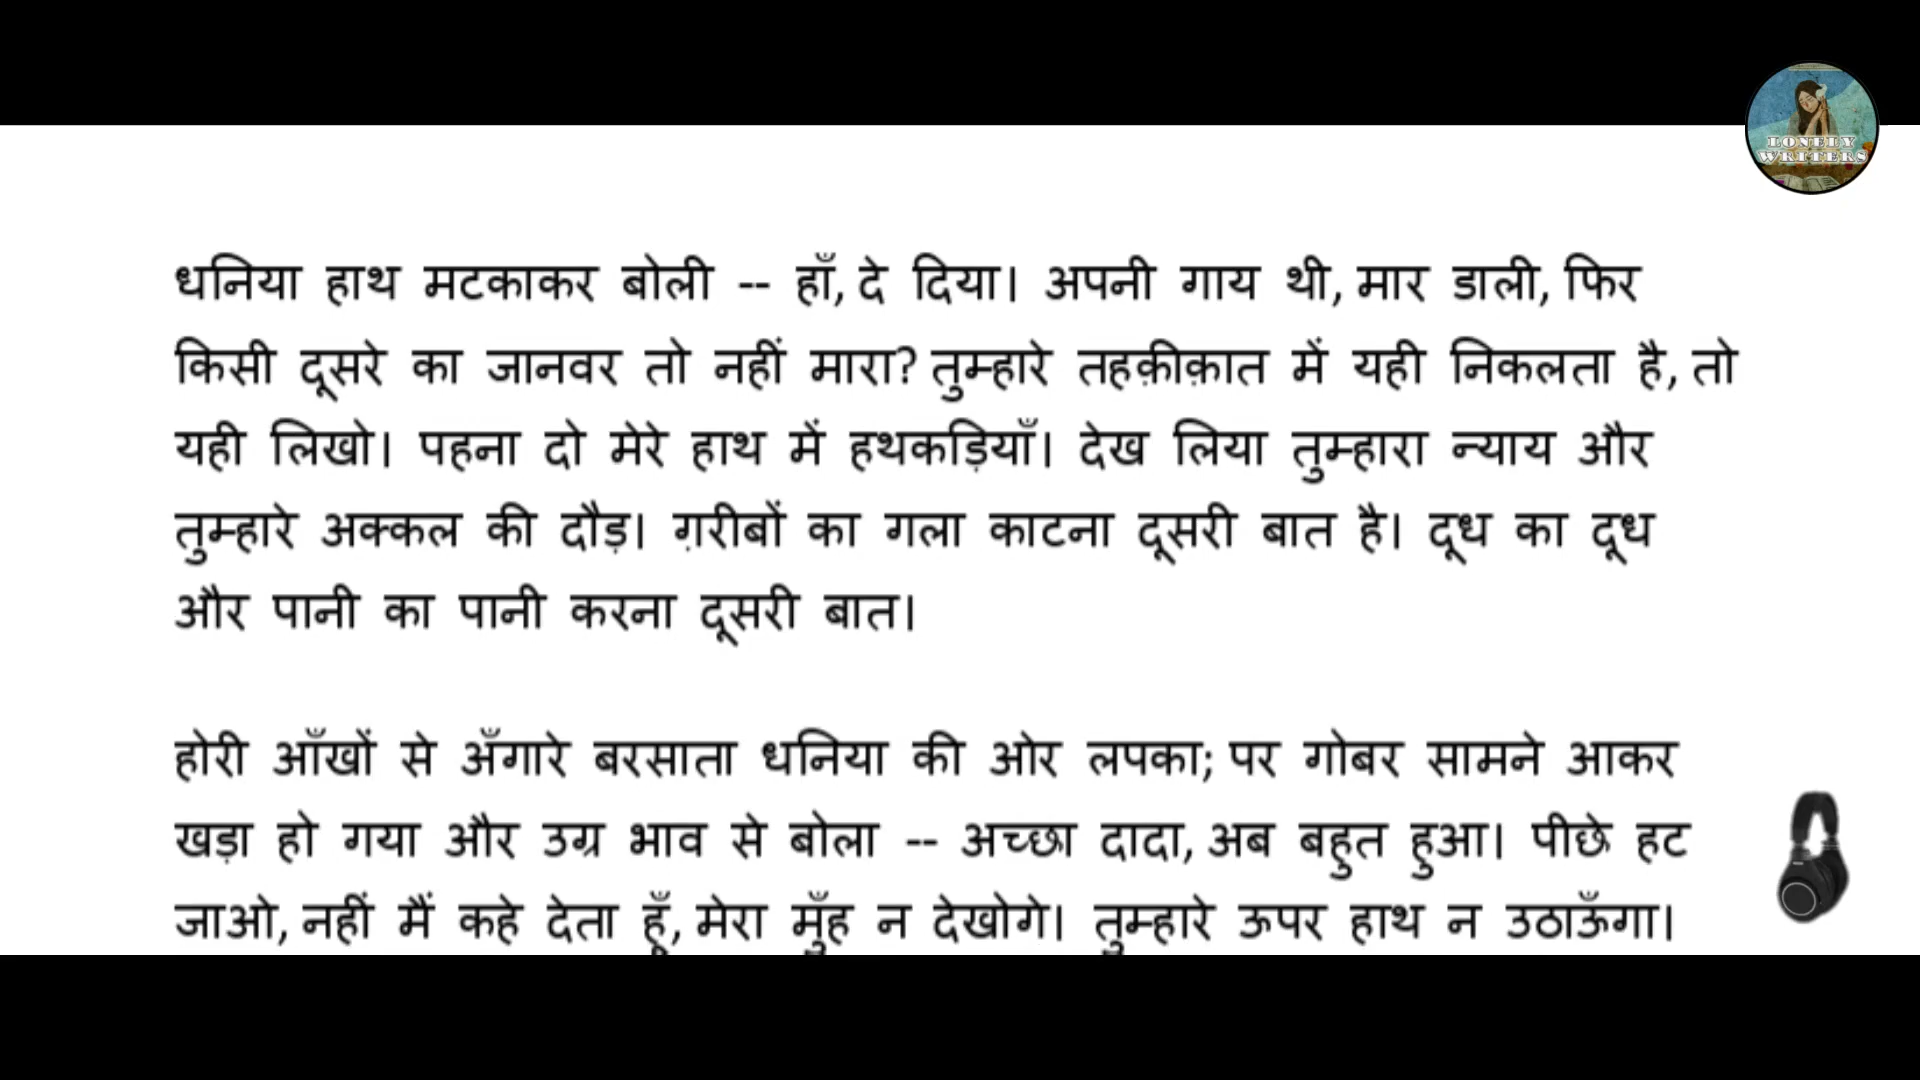 LONELY
WRITERS
धनिया हाथ मटकाकर बोली -- हाँ, दे दिया। अपनी गाय थी, मार डाली, फिर
किसी दूसरे का जानवर तो नहीं मारा? तुम्हारे तहक़ीक़ात में यही निकलता है, तो
यही लिखो। पहना दो मेरे हाथ में हथकड़ियाँ। देख लिया तुम्हारा न्याय और
तुम्हारे अक्कल की दौड़। ग़रीबों का गला काटना दूसरी बात है। दूध का दूध
और पानी का पानी करना दूसरी बात।
होरी आँखों से अँगारे बरसाता धनिया की ओर लपका; पर गोबर सामने आकर
खड़ा हो गया और उग्र भाव से बोला -- अच्छा दादा, अब बहुत हुआ। पीछे हट
जाओ, नहीं मैं कहे देता हूँ, मेरा मुँह न देखोगे। तुम्हारे ऊपर हाथ न उठाऊँगा।